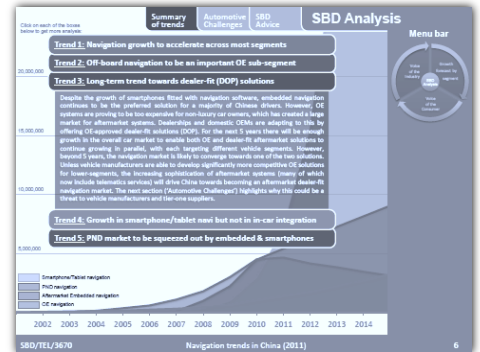 Click on each of the boxes
below to get more analysis:
Summary
of trends
Automotive
Challenges
SBD
Advice
SBD Analysis
Menu bar
Trend 1: Navigation growth to accelerate across most segments
Trend 2: Off-board navigation to be an important OE sub-segment
Trend 3: Long-term trend towards dealer-fit (DOP) solutions
Despite the growth of smartphones fitted with navigation software, embedded navigation
continues to be the preferred solution for a majority of Chinese drivers. However, OE
systems are proving to be too expensive for non-luxury car owners, which has created a large
market for aftermarket systems. Dealerships and domestic OEMs are adapting to this by
offering OE-approved dealer-fit solutions (DOP). For the next 5 years there will be enough
growth in the overall car market to enable both OE and dealer-fit aftermarket solutions to
continue growing in parallel, with each targeting different vehicle segments. However,
beyond 5 years, the navigation market is likely to converge towards one of the two solutions.
Unless vehicle manufacturers are able to develop significantly more competitive OE solutions
for lower-segments, the increasing sophistication of aftermarket systems (many of which
now include telematics services) will drive China towards becoming an aftermarket dealer-fit
navigation market. The next section ('Automotive Challenges') highlights why this could be a
threat to vehicle manufacturers and tier-one suppliers.
Trend 4: Growth in smartphone/tablet navi but not in in-car integration
Trend 5: PND market to be squeezed out by embedded & smartphones
20,000,000
15,000,000
10,000,000
5,000,000
Smartphone/Tablet navigation
PND navigation
Aftermarket Embedded navigation
OE navigation
2002 2003 2004 2005 2006 2007 2008 2009 2010 2011 2012 2013 2014
Value
of the
Industry
Growth
forecast by
segment
SBD
Analysis
Value
of the
Consumer
SBD/TEL/3670
Navigation trends in China (2011)
6